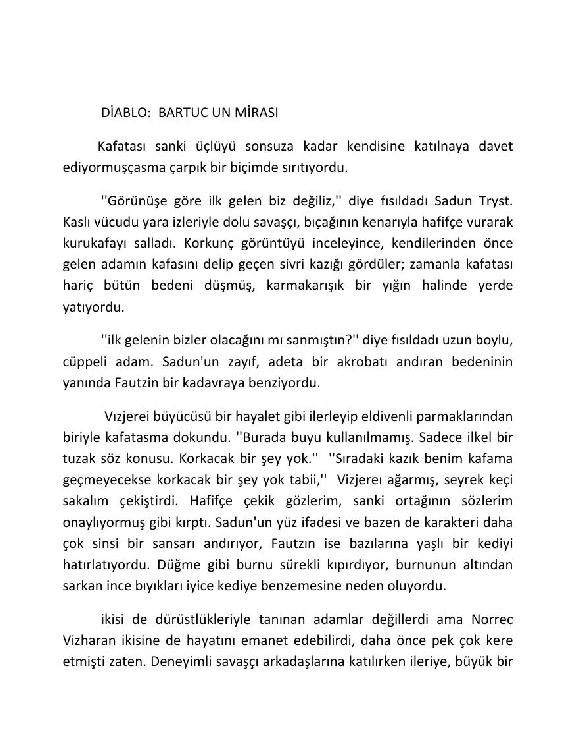 DİABLO: BARTUC UN MİRASI
Kafatası sanki üçlüyü sonsuza kadar kendisine katılnaya davet
ediyormuşçasma çarpık bir biçimde sırıtıyordu.
"Görünüşe göre ilk gelen biz değiliz," diye fısıldadı Sadun Tryst.
Kaslı vücudu yara izleriyle dolu savaşçı, bıçağının kenarıyla hafifçe vurarak
kurukafayı salladı. Korkunç görüntüyü inceleyince, kendilerinden önce
gelen adamın kafasını delip geçen sivri kazığı gördüler; zamanla kafatası
hariç bütün bedeni düşmüş, karmakarışık bir yığın halinde yerde
yatıyordu.
"ilk gelenin bizler olacağını mı sanmıştın?" diye fısıldadı uzun boylu,
cüppeli adam. Sadun'un zayıf, adeta bir akrobatı andıran bedeninin
yanında Fautzin bir kadavraya benziyordu.
Vızjerei büyücüsü bir hayalet gibi ilerleyip eldivenli parmaklarından
biriyle kafatasma dokundu. "Burada buyu kullanılmamış. Sadece ilkel bir
tuzak söz konusu. Korkacak bir şey yok." ''Sıradaki kazık benim kafama
geçmeyecekse korkacak bir şey yok tabii,'' Vizjereı ağarmış, seyrek keçi
sakalım çekiştirdi. Hafifçe çekik gözlerim, sanki ortağının sözlerim
onaylıyormuş gibi kırptı. Sadun'un yüz ifadesi ve bazen de karakteri daha
çok sinsi bir sansarı andırıyor, Fautzın ise bazılarına yaşlı bir kediyi
hatırlatıyordu. Düğme gibi burnu sürekli kıpırdıyor, burnunun altından
sarkan ince bıyıkları iyice kediye benzemesine neden oluyordu.
ikisi de dürüstlükleriyle tanınan adamlar değillerdi ama Norrec
Vizharan ikisine de hayatını emanet edebilirdi, daha önce pek çok kere
etmişti zaten. Deneyimli savaşçı arkadaşlarına katılırken ileriye, büyük bir